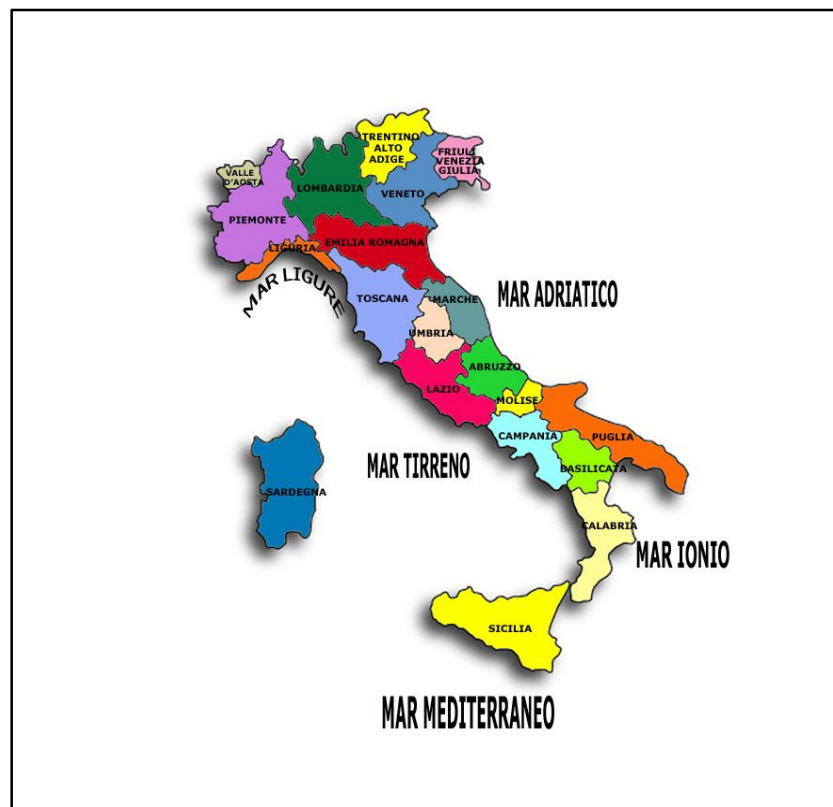 TRENTINO
ALTO
ADIGE
FRIULI
VENEZIA
GIULIA
VALLE
D'AOSTA
LOMBARDIA
VENETO
PIEMONTE
EMILIA ROMAGNA
LIGURIA
MAR LIGURE
TOSCANA
MARCHE
MAR ADRIATICO
UMBRIA
ABRUZZO
LAZIO
MOLISE
CAMPANIA
PUGLIA
MAR TIRRENO
BASILICATA
SARDEGNA
CALABRIA
MAR IONIO
SICILIA
MAR MEDITERRANEO